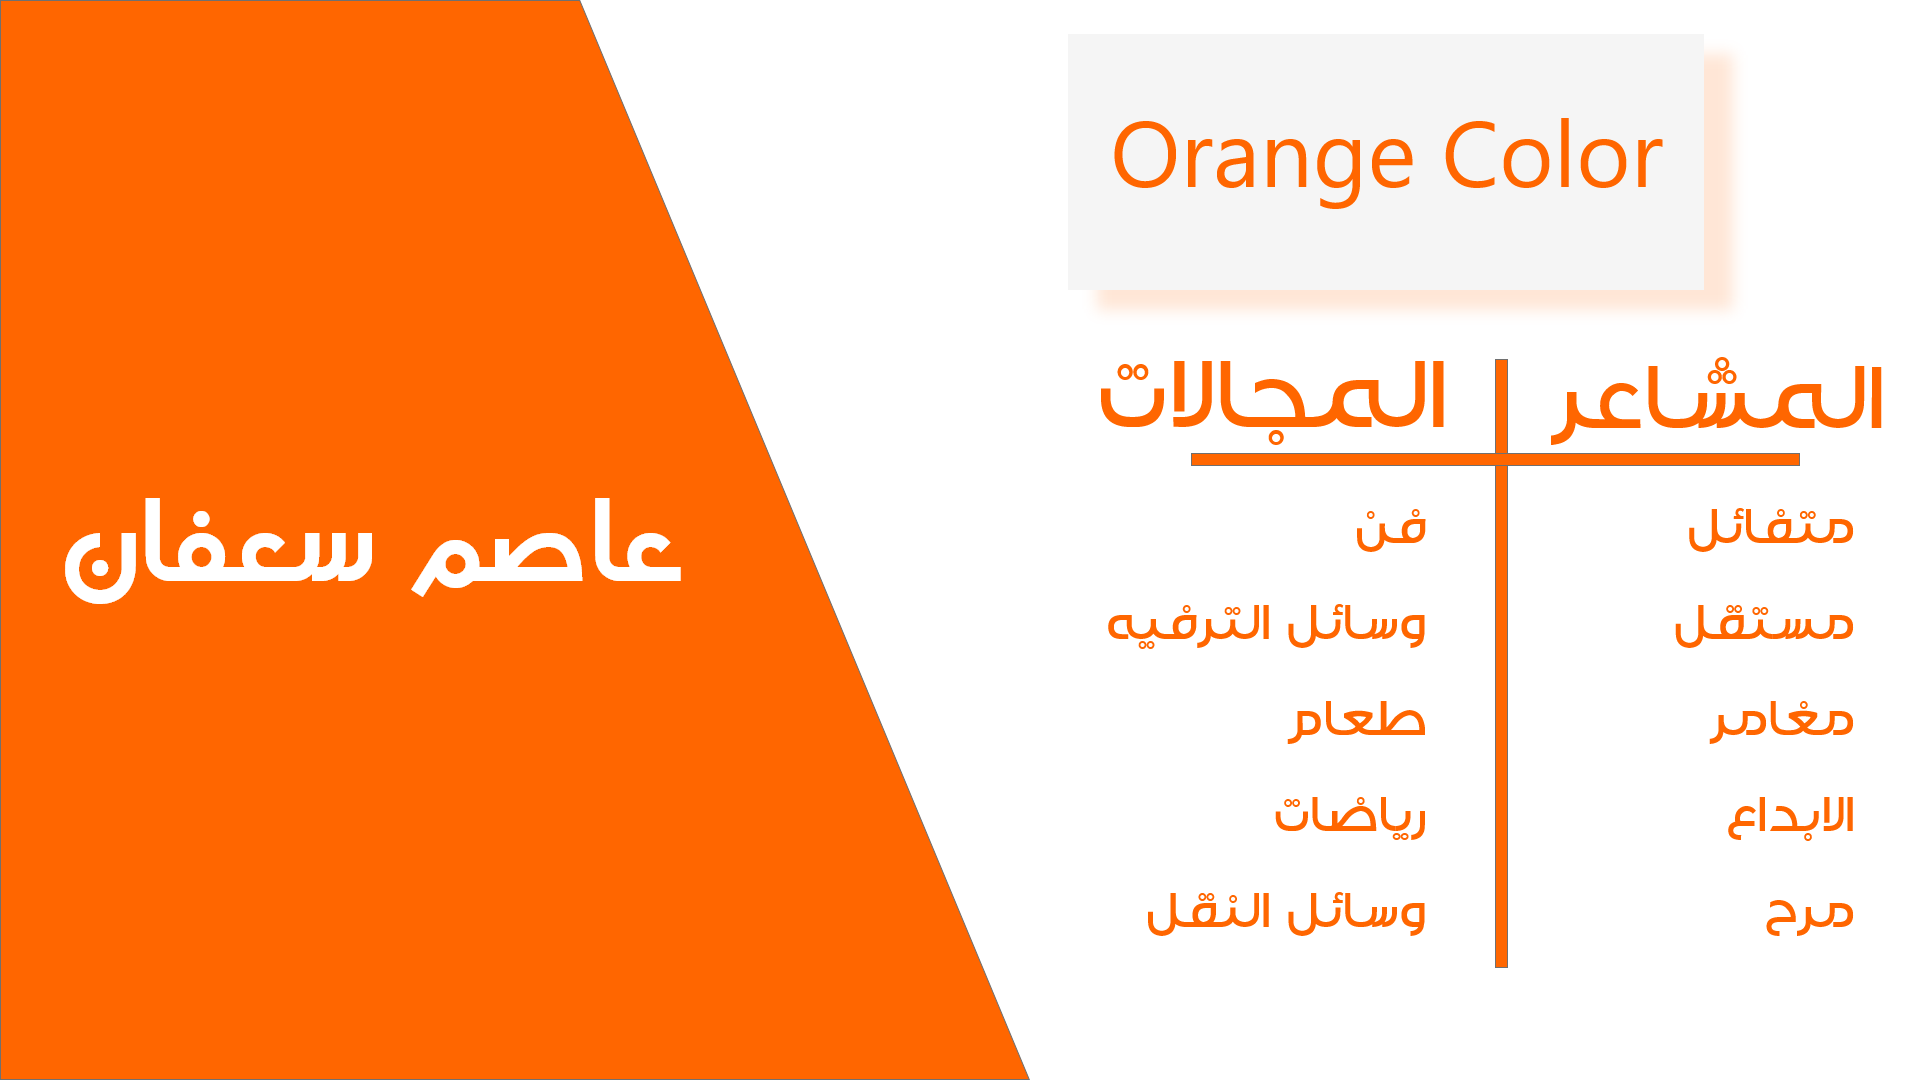 Orange Color
المشاعر
المجالات
متفائل
فن
مستقل
وسائل الترفيه
مغامر
طعام
الابداع
رياضات
مرح
وسائل النقل
عاصم سعفان